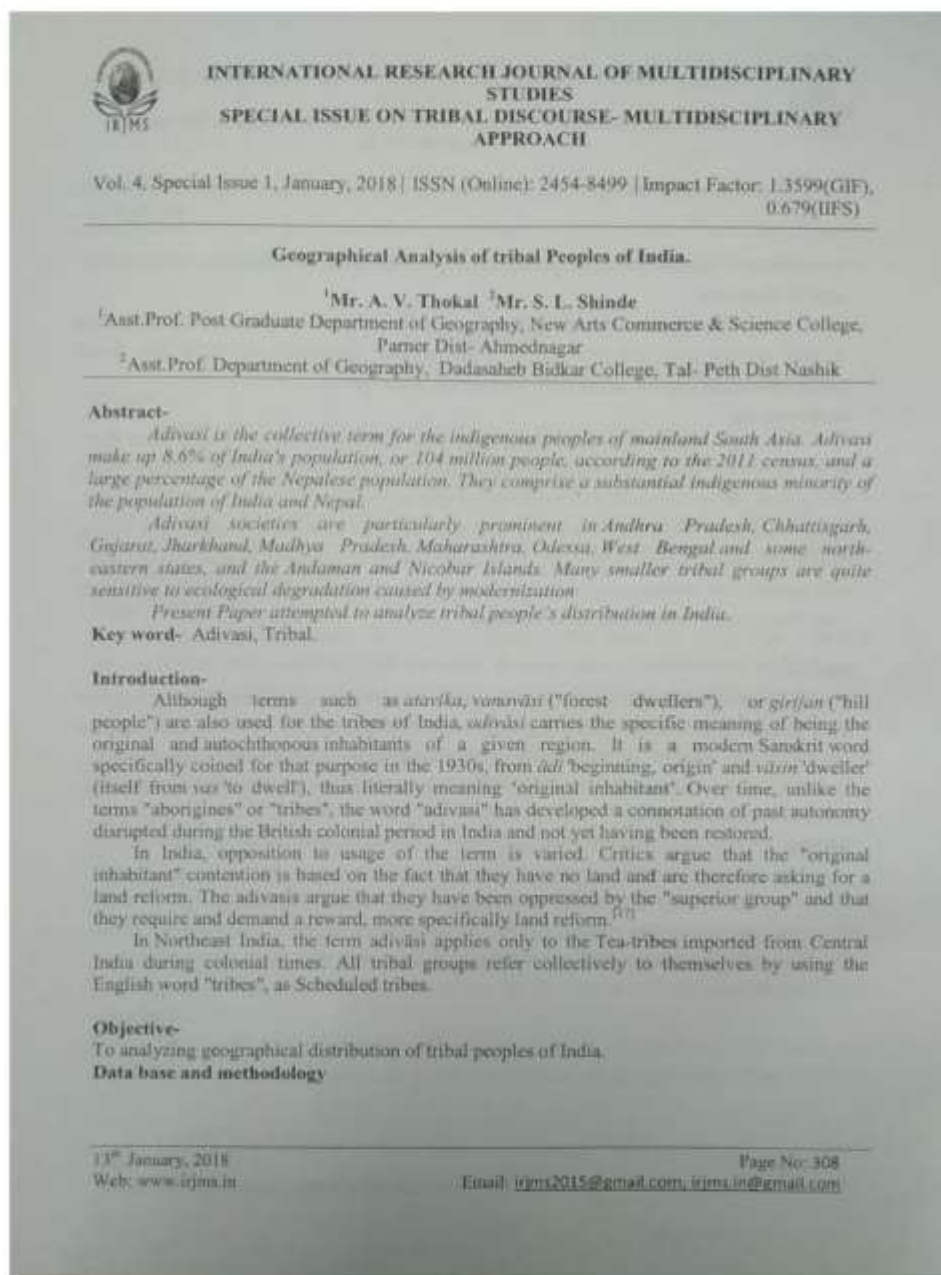 IRJMS
INTERNATIONAL RESEARCH JOURNAL OF MULTIDISCIPLINARY
STUDIES
SPECIAL ISSUE ON TRIBAL DISCOURSE- MULTIDISCIPLINARY
APPROACH
Vol. 4, Special Issue 1, January, 2018 | ISSN (Online): 2454-8499 | Impact Factor: 1.3599(GIF),
0.679(IIFS)
Geographical Analysis of tribal Peoples of India.
¹Mr. A. V. Thokal ²Mr. S. L. Shinde
¹Asst.Prof. Post Graduate Department of Geography, New Arts Commerce & Science College,
Parner Dist- Ahmednagar
²Asst.Prof. Department of Geography, Dadasaheb Bidkar College, Tal- Peth Dist Nashik
Abstract-
Adivasi is the collective term for the indigenous peoples of mainland South Asia. Adivasi
make up 8.6% of India's population, or 104 million people, according to the 2011 census, and a
large percentage of the Nepalese population. They comprise a substantial indigenous minority of
the population of India and Nepal.
Adivasi societies are particularly prominent in Andhra Pradesh, Chhattisgarh,
Gujarat, Jharkhand, Madhya Pradesh, Maharashtra, Odessa, West Bengal and some north-
eastern states, and the Andaman and Nicobar Islands. Many smaller tribal groups are quite
sensitive to ecological degradation caused by modernization
Present Paper attempted to analyze tribal people's distribution in India.
Key word- Adivasi, Tribal.
Introduction-
Although terms such as atavika, vanavāsi ("forest dwellers"), or girijan ("hill
people") are also used for the tribes of India, adivāsi carries the specific meaning of being the
original and autochthonous inhabitants of a given region. It is a modern Sanskrit word
specifically coined for that purpose in the 1930s, from ādi 'beginning, origin' and vāsin 'dweller'
(itself from vas 'to dwell'), thus literally meaning 'original inhabitant'. Over time, unlike the
terms "aborigines" or "tribes", the word "adivasi" has developed a connotation of past autonomy
disrupted during the British colonial period in India and not yet having been restored.
In India, opposition to usage of the term is varied. Critics argue that the "original
inhabitant" contention is based on the fact that they have no land and are therefore asking for a
land reform. The adivasis argue that they have been oppressed by the "superior group" and that
they require and demand a reward, more specifically land reform.[17]
In Northeast India, the term adivāsi applies only to the Tea-tribes imported from Central
India during colonial times. All tribal groups refer collectively to themselves by using the
English word "tribes", as Scheduled tribes.
Objective-
To analyzing geographical distribution of tribal peoples of India.
Data base and methodology
13th January, 2018
Page No: 308
Web: www.irjms.in
Email: irjms2015@gmail.com, irjms.in@gmail.com